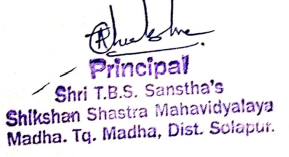 Principal
Shri T.B.S. Sanstha's
Shikshan Shastra Mahavidyalaya
Madha. Tq. Madha, Dist. Solapur.